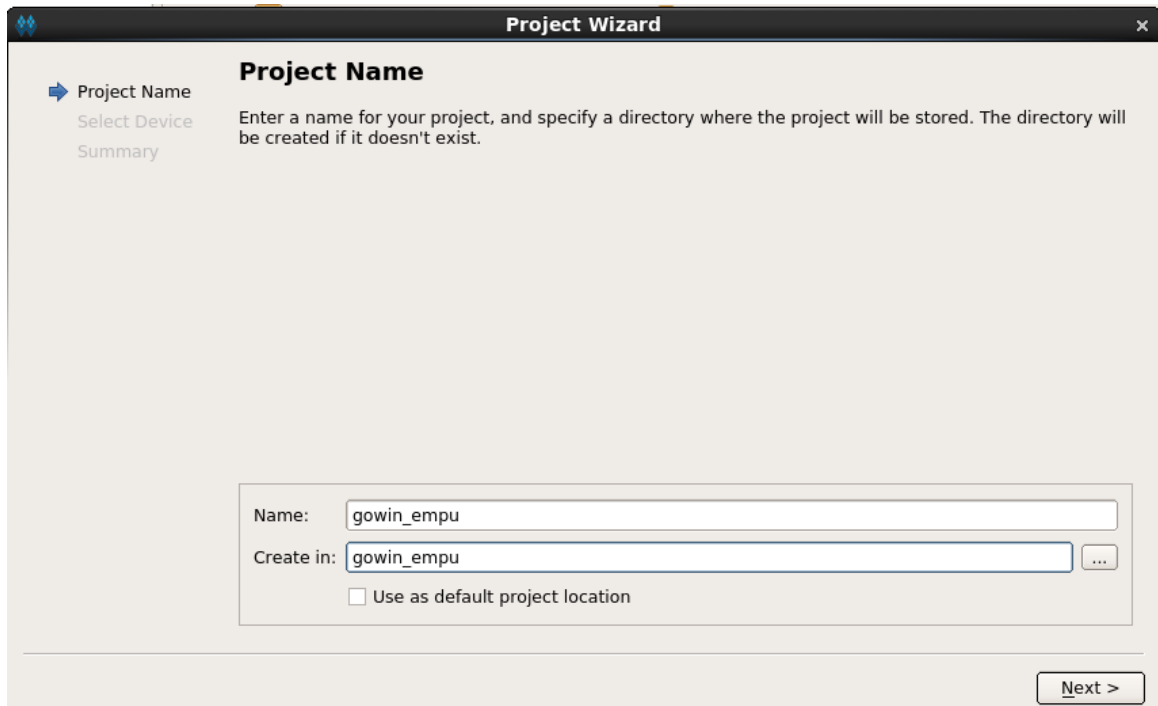 Project Wizard
Project Name
Select Device
Summary
Project Name
Enter a name for your project, and specify a directory where the project will be stored. The directory will
be created if it doesn't exist.
Name: gowin_empu
Create in: gowin_empu ...
Use as default project location
Next >